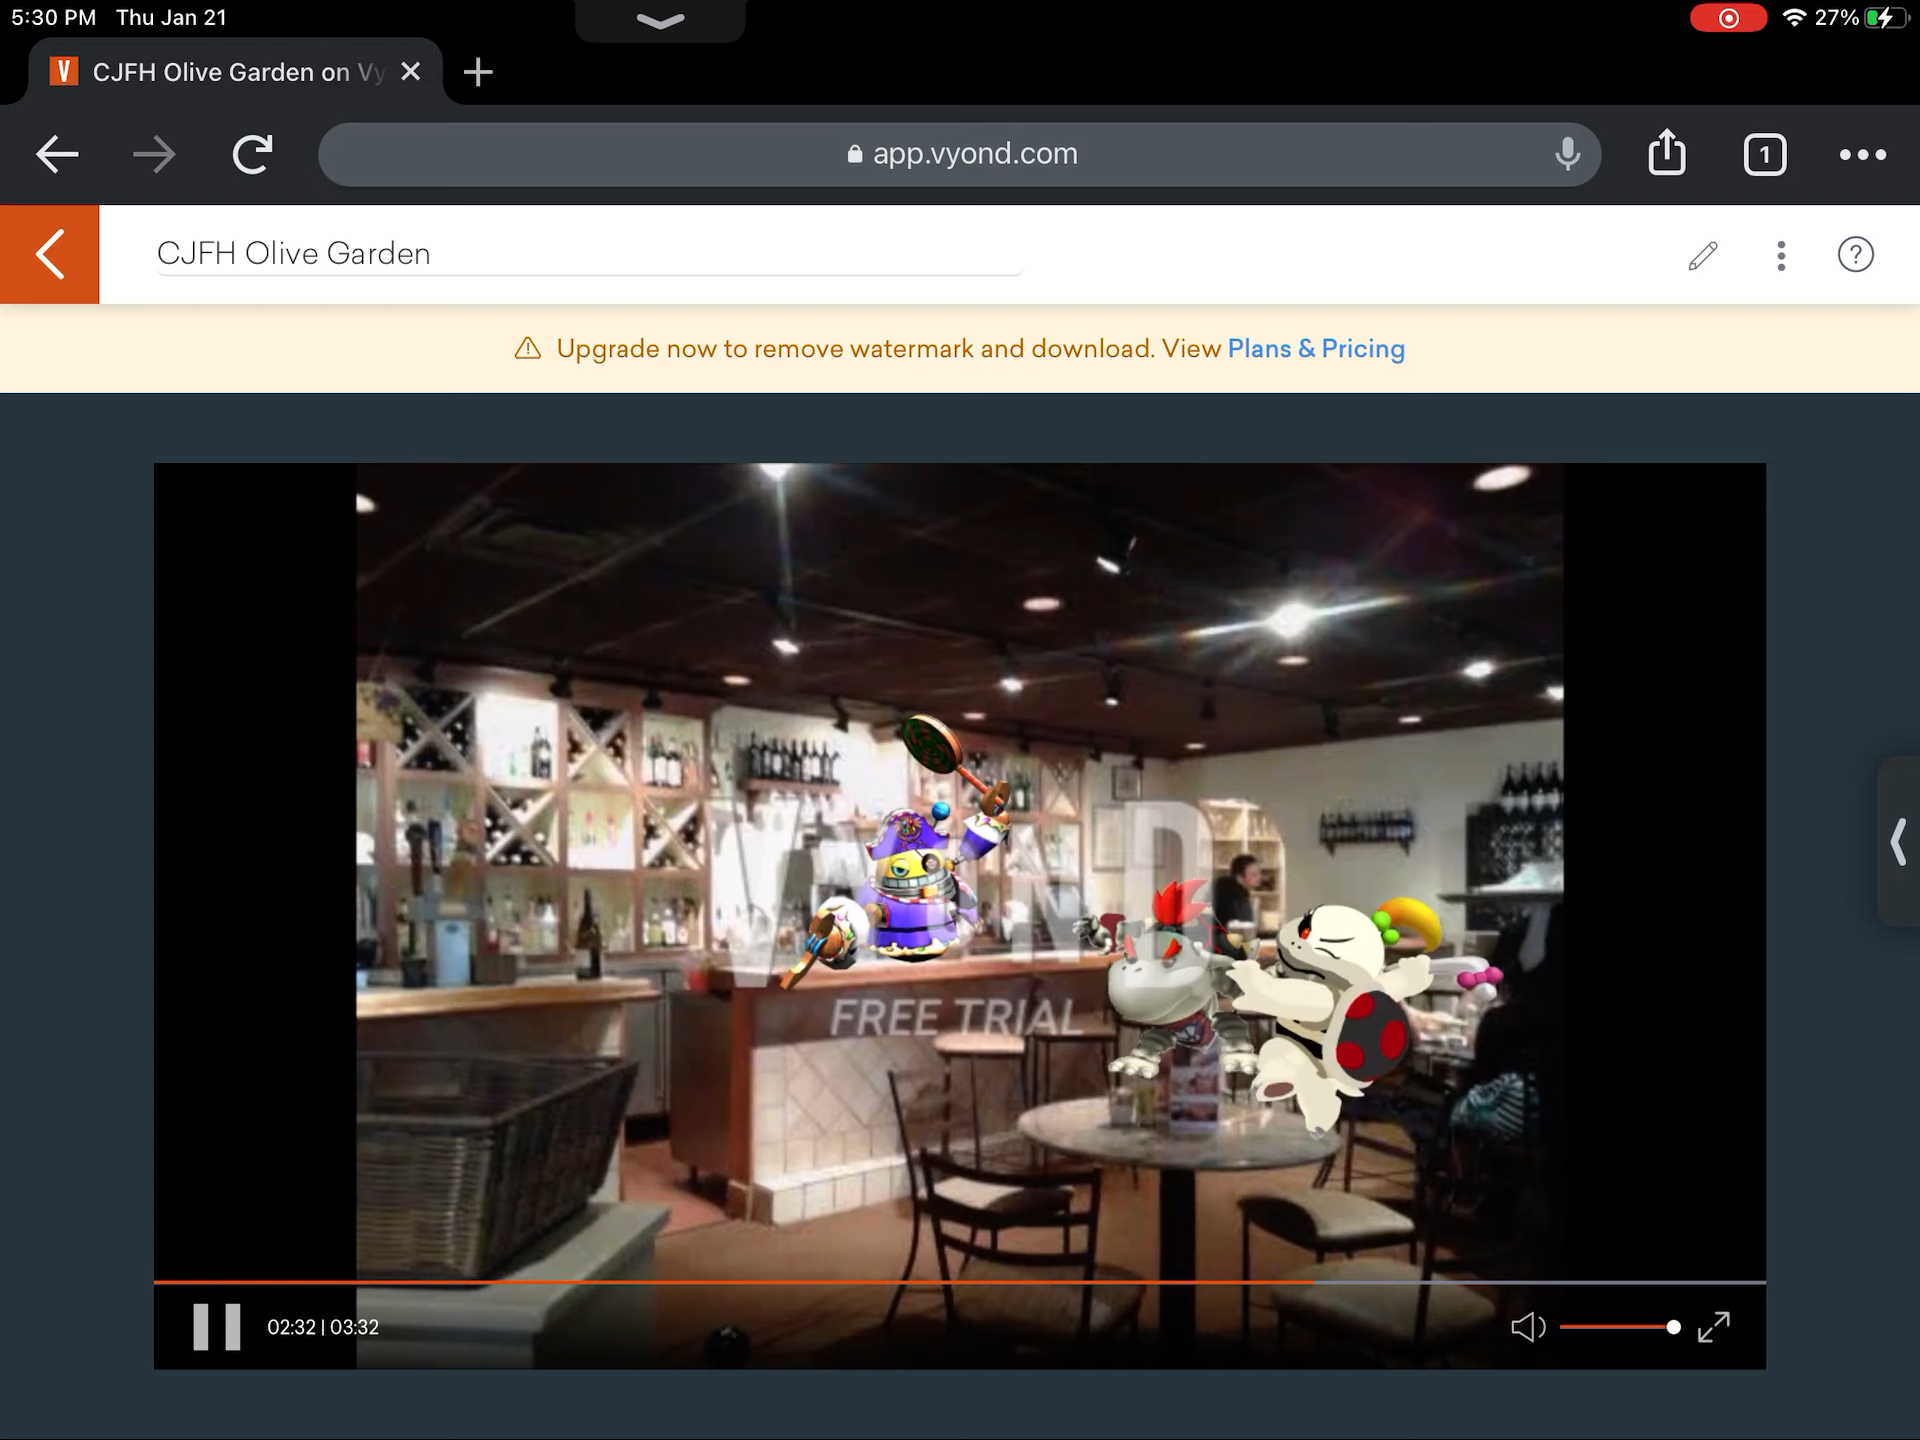 5:30 PM Thu Jan 21
27%
CJFH Olive Garden on Vy
app.vyond.com
1
CJFH Olive Garden
Upgrade now to remove watermark and download. View Plans & Pricing
VYOND
FREE TRIAL
02:32 | 03:32